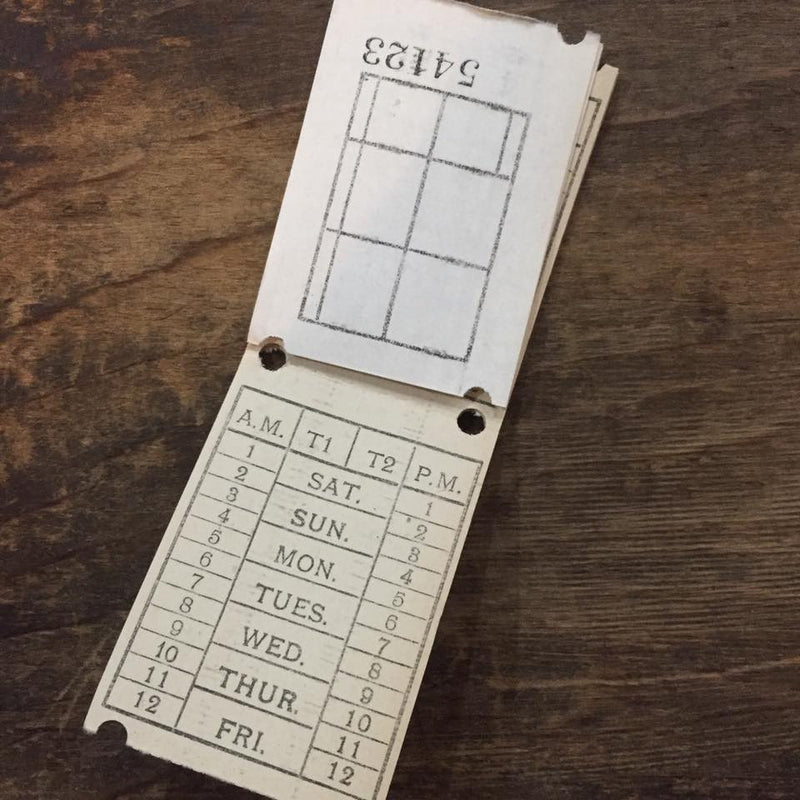 54123
A.M. T1 T2 P.M.
1 SAT. 1
2 SUN. 2
3 MON. 3
4 TUES. 4
5 WED. 5
6 THUR. 6
7 FRI. 7
8 8
9 9
10 10
11 11
12 12